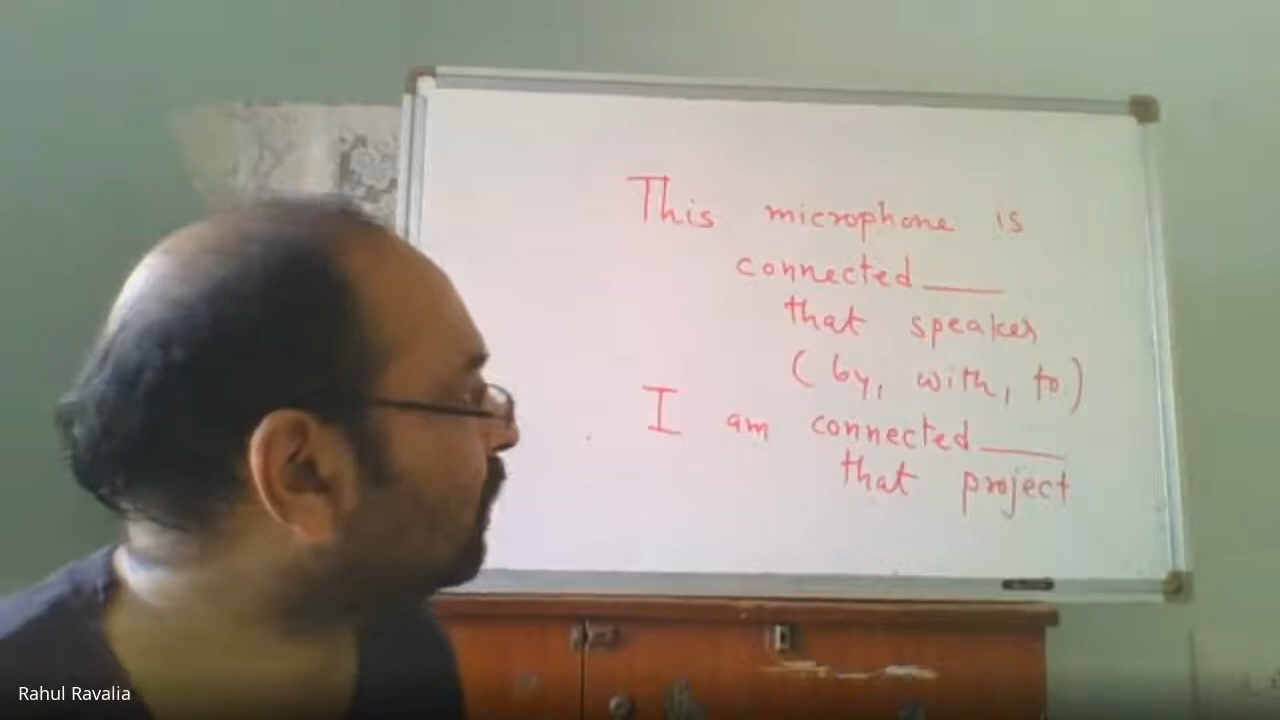 This microphone is
connected____
that speaker
(by, with, to)
I am connected____
that project
Rahul Ravalia